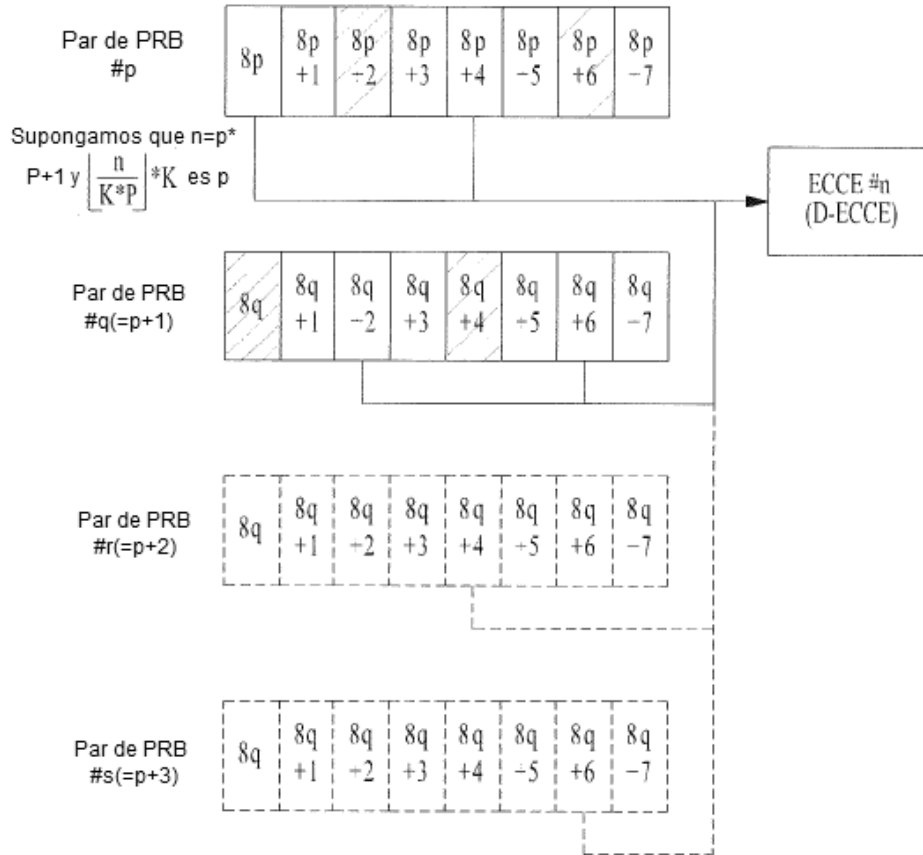 Par de PRB
#p
8p 8p 8p 8p 8p 8p 8p 8p
+1 ÷2 +3 +4 −5 +6 −7
Supongamos que n=p*
P+1 y ⌊n/(K*P)⌋*K es p
ECCE #n
(D-ECCE)
Par de PRB
#q(=p+1)
8q 8q 8q 8q 8q 8q 8q 8q
+1 −2 +3 +4 ÷5 +6 −7
Par de PRB
#r(=p+2)
8q 8q 8q 8q 8q 8q 8q 8q
+1 ÷2 +3 +4 ÷5 +6 −7
Par de PRB
#s(=p+3)
8q 8q 8q 8q 8q 8q 8q 8q
+1 ÷2 +3 +4 ÷5 +6 −7